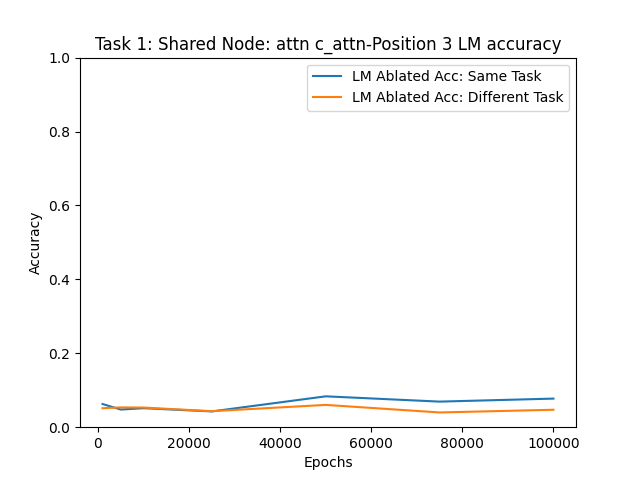 Task 1: Shared Node: attn c_attn-Position 3 LM accuracy
LM Ablated Acc: Same Task
LM Ablated Acc: Different Task
1.0
0.8
0.6
0.4
0.2
0.0
Accuracy
0 20000 40000 60000 80000 100000
Epochs